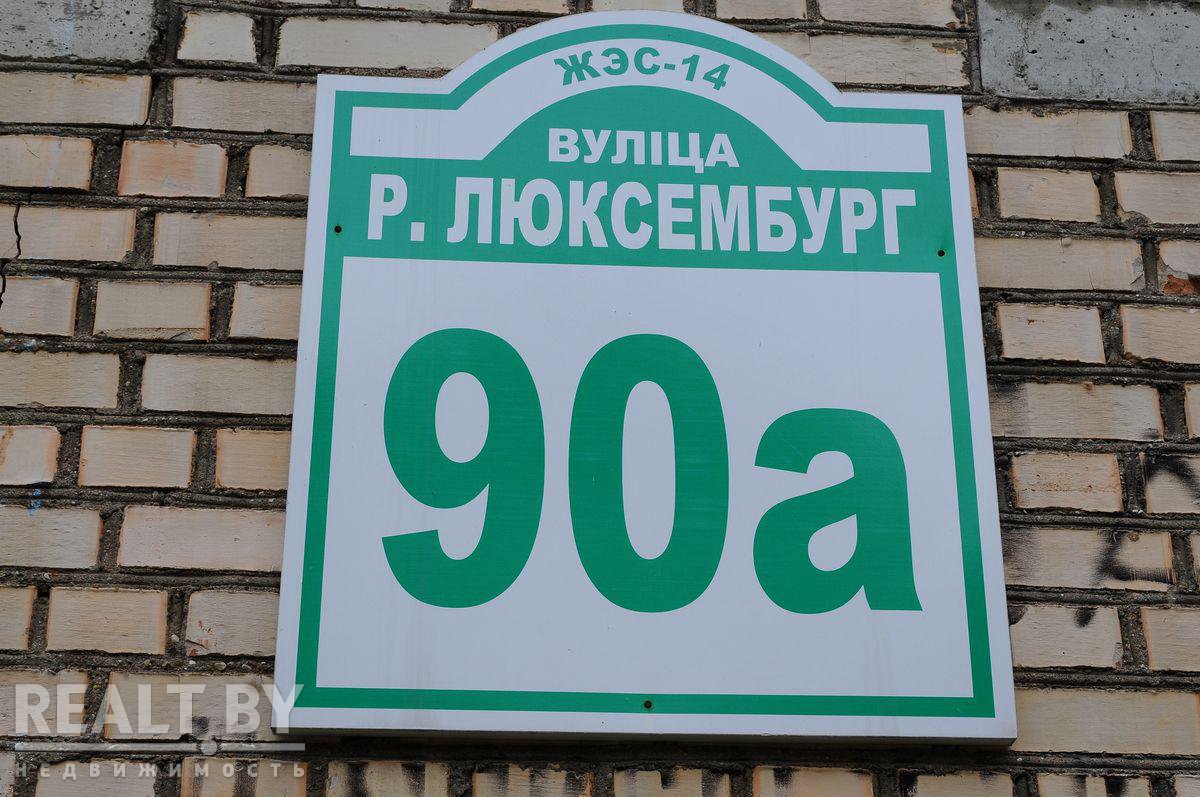 ЖЭС-14
ВУЛІЦА
Р. ЛЮКСЕМБУРГ
90а
REALT.BY
недвижимость